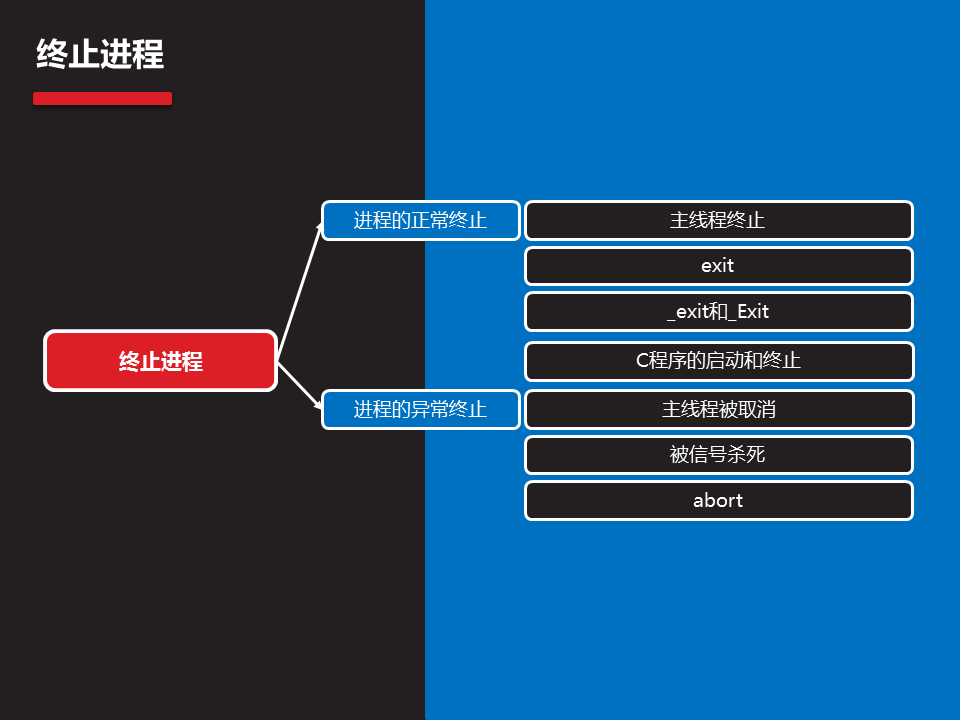 终止进程
终止进程
进程的正常终止
主线程终止
exit
_exit和_Exit
C程序的启动和终止
进程的异常终止
主线程被取消
被信号杀死
abort